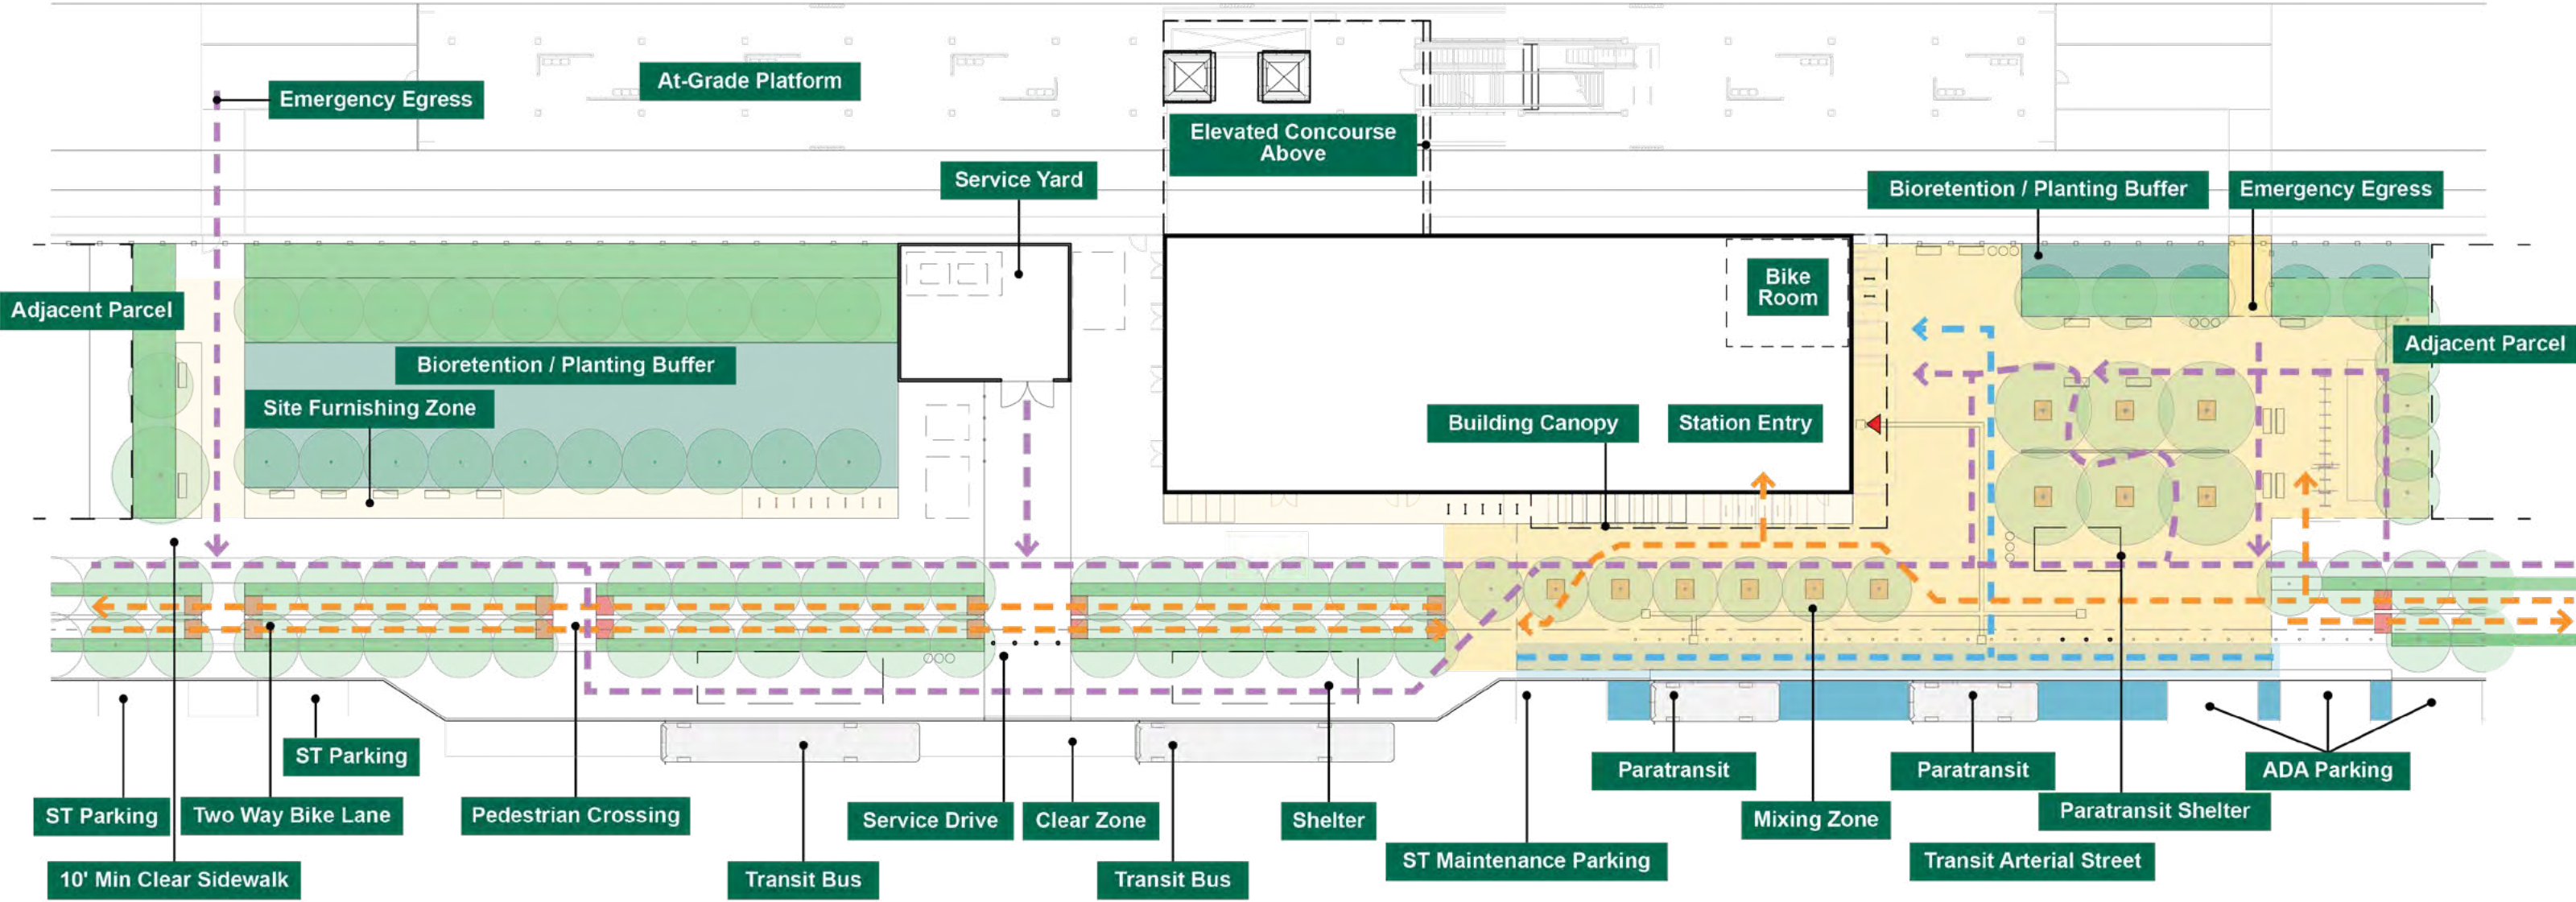 At-Grade Platform
Emergency Egress
Elevated Concourse
Above
Service Yard
Bioretention / Planting Buffer
Emergency Egress
Bike
Room
Adjacent Parcel
Adjacent Parcel
Bioretention / Planting Buffer
Site Furnishing Zone
Building Canopy
Station Entry
ST Parking
Paratransit
Paratransit
ADA Parking
ST Parking
Two Way Bike Lane
Pedestrian Crossing
Service Drive
Clear Zone
Shelter
Mixing Zone
Paratransit Shelter
ST Maintenance Parking
Transit Arterial Street
10' Min Clear Sidewalk
Transit Bus
Transit Bus